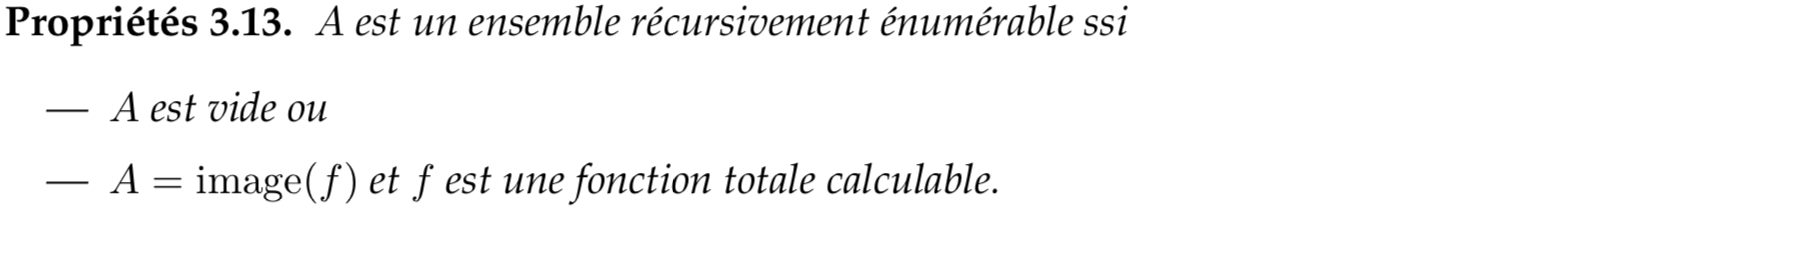 Propriétés 3.13. A est un ensemble récursivement énumérable ssi
— A est vide ou
— A = image(f) et f est une fonction totale calculable.